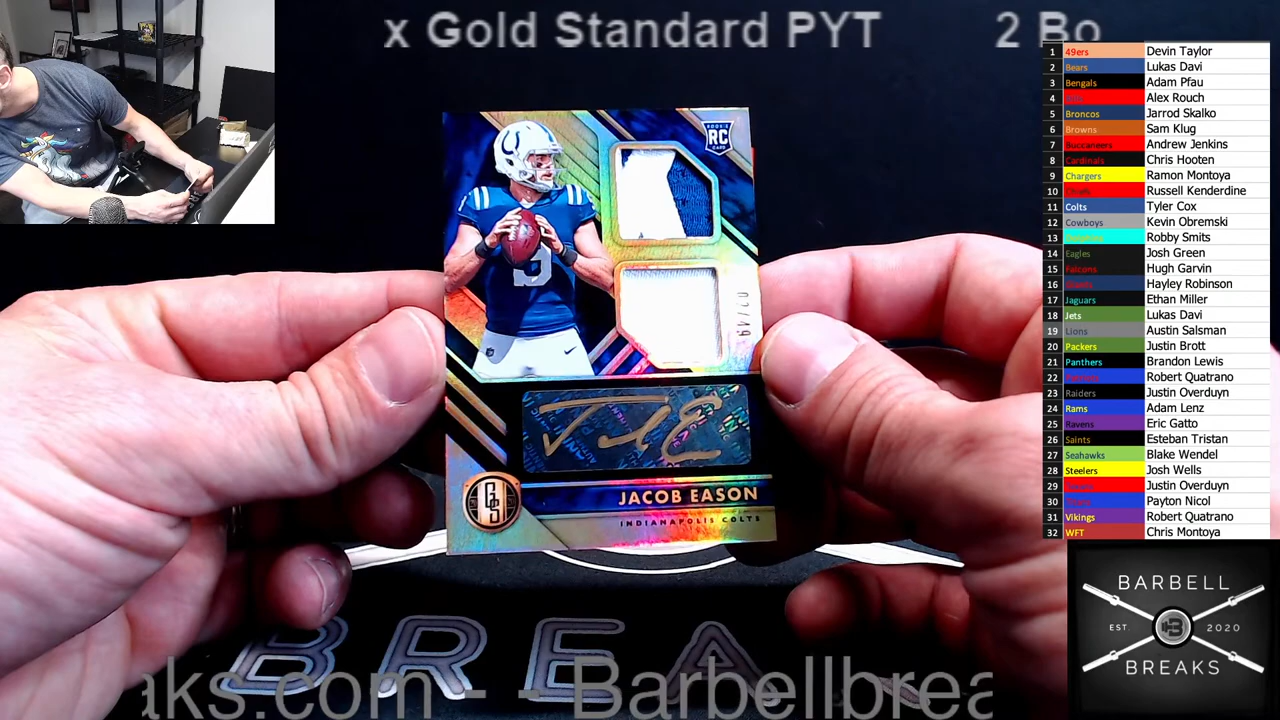 x Gold Standard PYT 2 Bo
1 49ers Devin Taylor
2 Bears Lukas Davi
3 Bengals Adam Pfau
4 Alex Rouch
5 Broncos Jarrod Skalko
6 Browns Sam Klug
7 Buccaneers Andrew Jenkins
8 Cardinals Chris Hooten
9 Chargers Ramon Montoya
10 Chiefs Russell Kenderdine
11 Colts Tyler Cox
12 Cowboys Kevin Obremski
13 Robby Smits
14 Eagles Josh Green
15 Falcons Hugh Garvin
16 Hayley Robinson
17 Jaguars Ethan Miller
18 Jets Lukas Davi
19 Lions Austin Salsman
20 Packers Justin Brott
21 Panthers Brandon Lewis
22 Robert Quatrano
23 Raiders Justin Overduyn
24 Rams Adam Lenz
25 Ravens Eric Gatto
26 Saints Esteban Tristan
27 Seahawks Blake Wendel
28 Steelers Josh Wells
29 Justin Overduyn
30 Payton Nicol
31 Vikings Robert Quatrano
32 WFT Chris Montoya
RC
GS
JACOB EASON
INDIANAPOLIS COLTS
BREA
aks.com - - Barbellbrea
BARBELL
EST. 2020
BREAKS